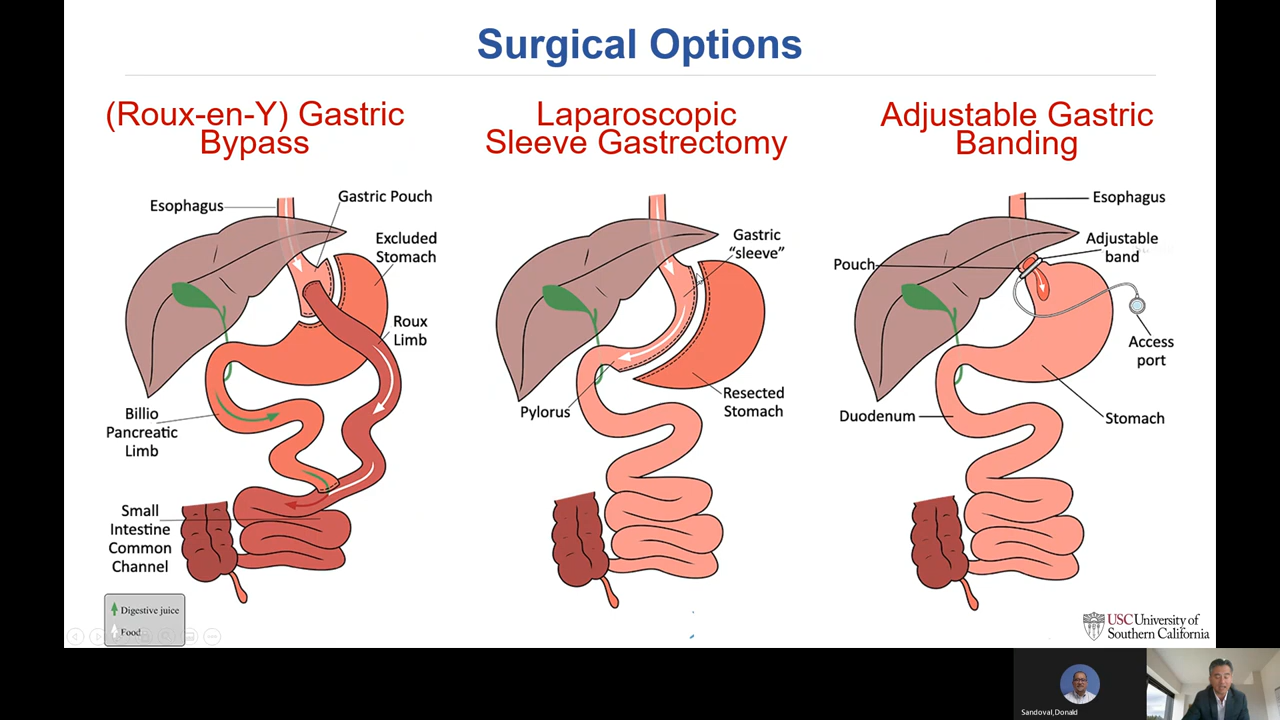 Surgical Options
(Roux-en-Y) Gastric
Bypass
Esophagus
Gastric Pouch
Excluded
Stomach
Roux
Limb
Billio
Pancreatic
Limb
Small
Intestine
Common
Channel
Digestive juice
Food
Laparoscopic
Sleeve Gastrectomy
Gastric
“sleeve”
Pylorus
Resected
Stomach
Adjustable Gastric
Banding
Esophagus
Adjustable
band
Pouch
Access
port
Duodenum
Stomach
USC University of
Southern California
Sandoval,Donald